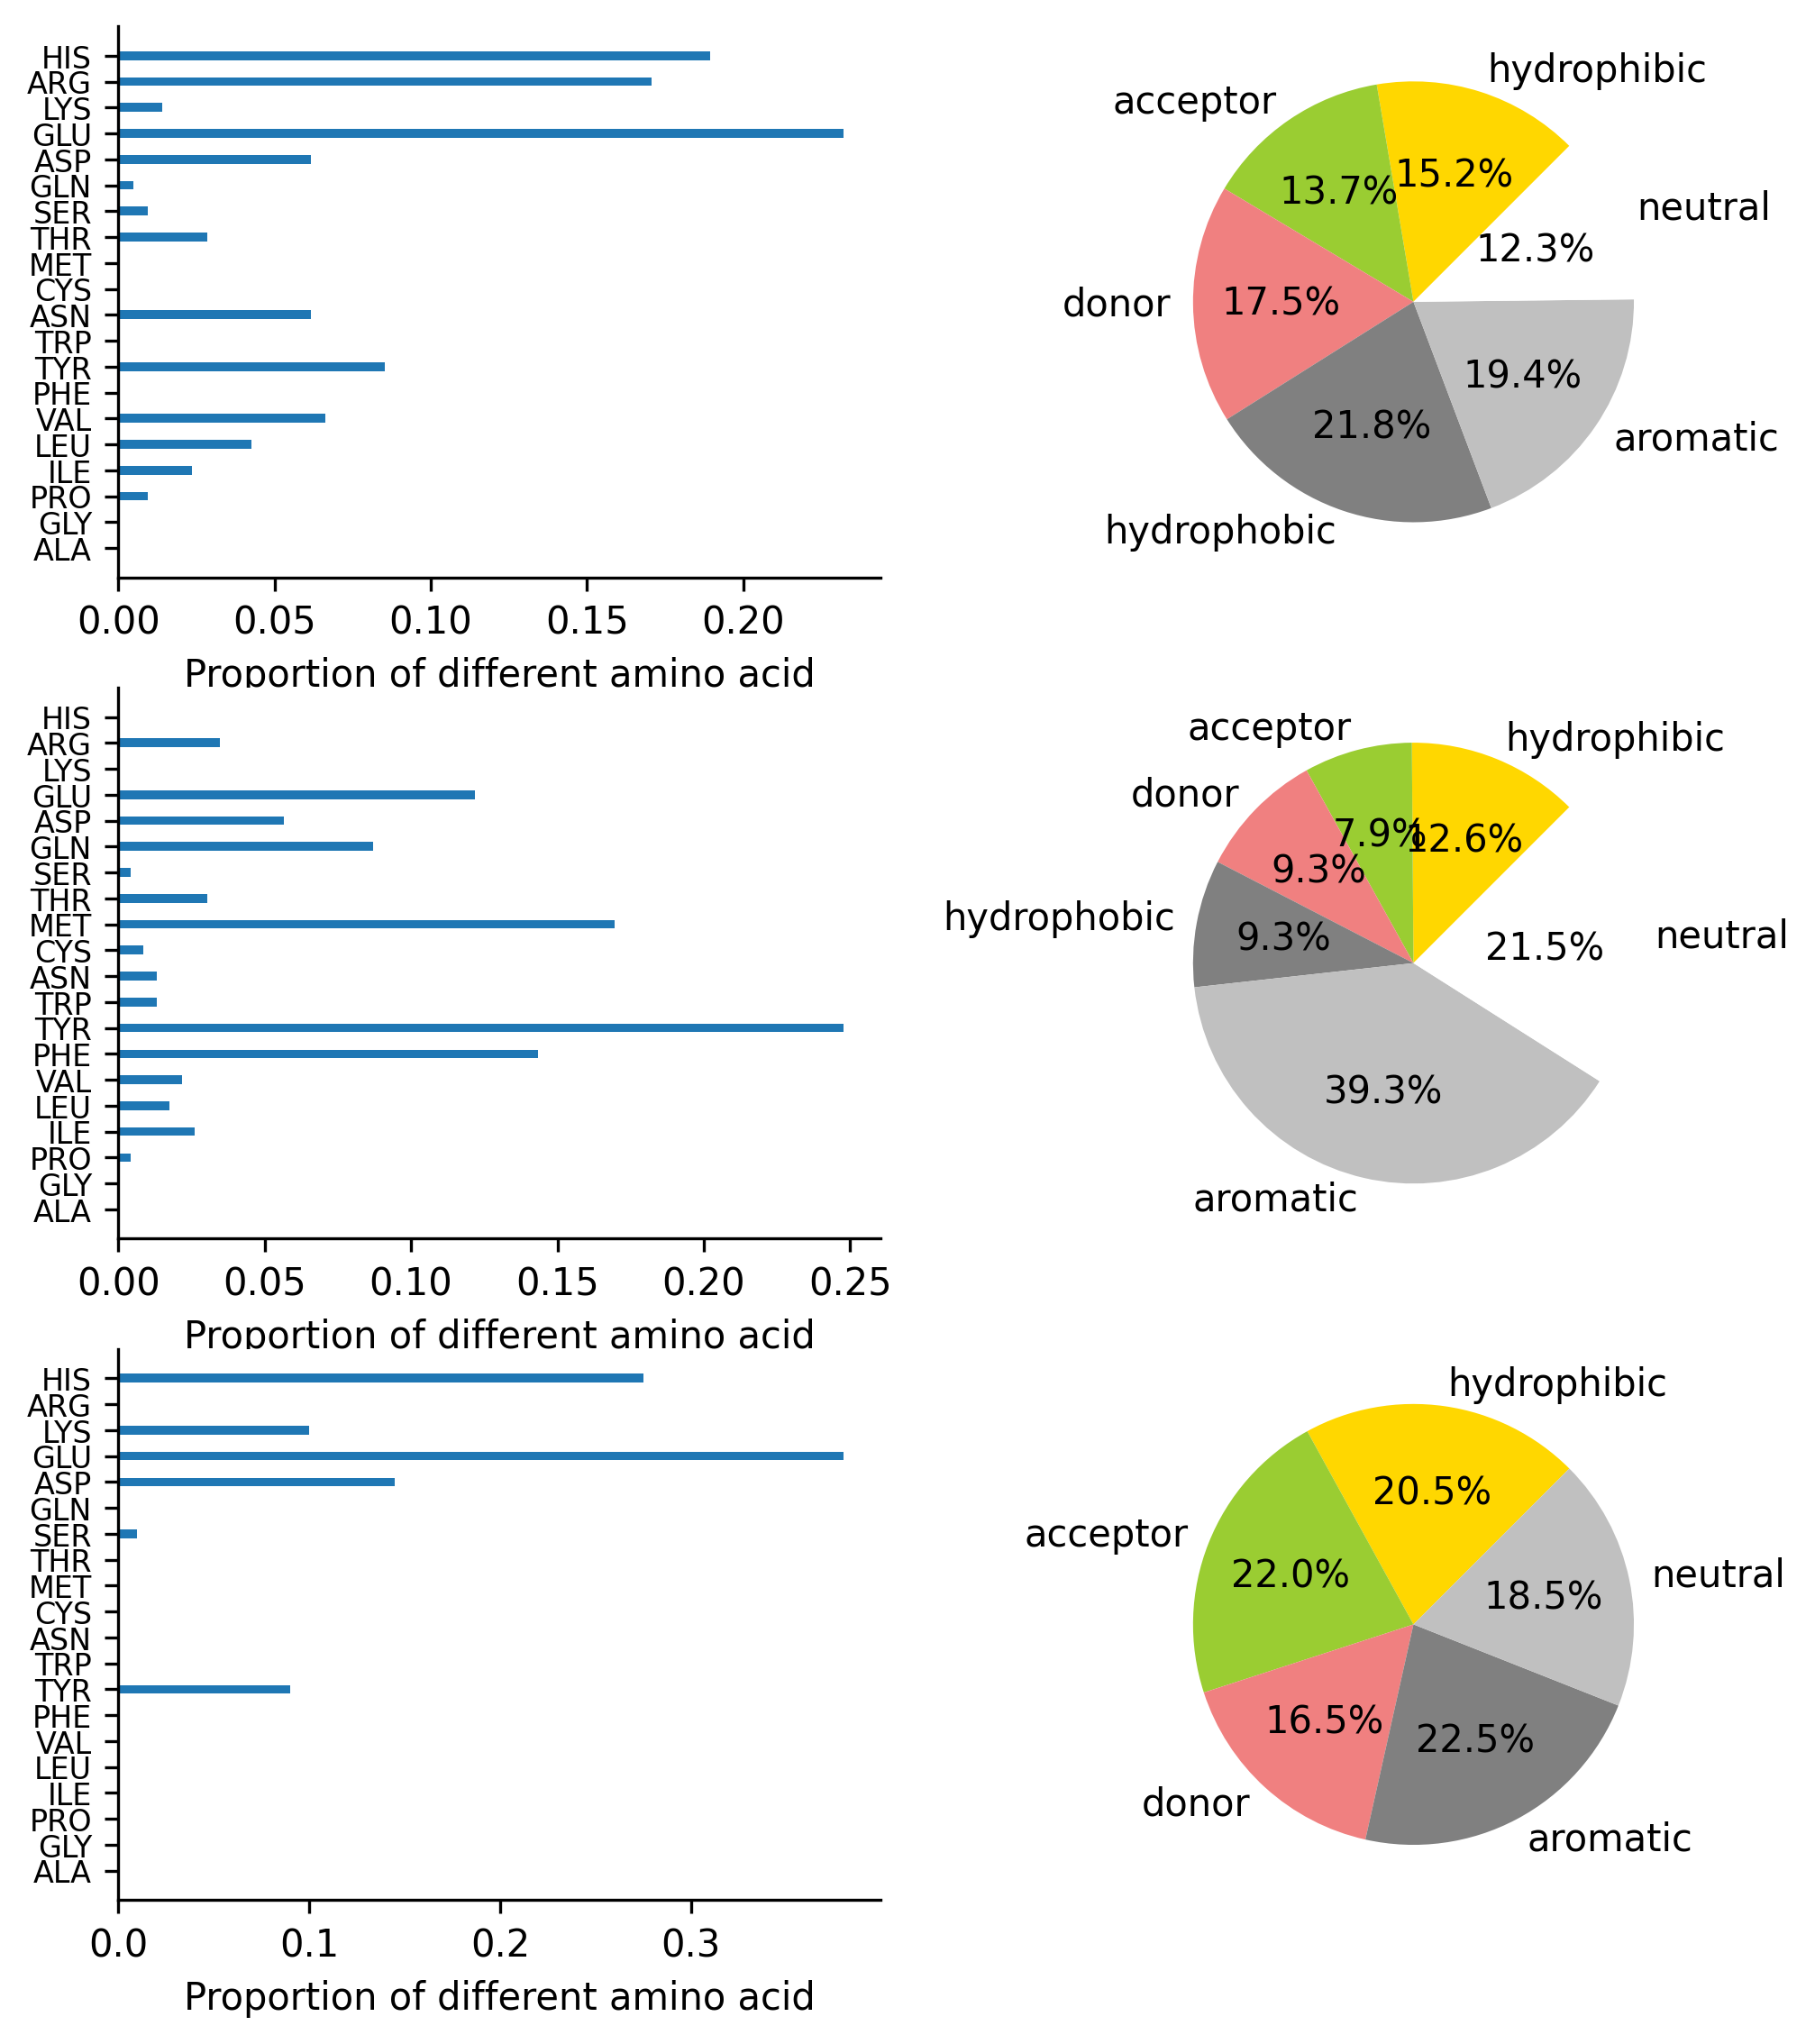 HIS
ARG
LYS
GLU
ASP
GLN
SER
THR
MET
CYS
ASN
TRP
TYR
PHE
VAL
LEU
ILE
PRO
GLY
ALA
0.00 0.05 0.10 0.15 0.20
Proportion of different amino acid
hydrophibic
acceptor
15.2%
13.7%
neutral
12.3%
donor
17.5%
19.4%
21.8%
aromatic
hydrophobic
HIS
ARG
LYS
GLU
ASP
GLN
SER
THR
MET
CYS
ASN
TRP
TYR
PHE
VAL
LEU
ILE
PRO
GLY
ALA
0.00 0.05 0.10 0.15 0.20 0.25
Proportion of different amino acid
acceptor
hydrophibic
donor
7.9%
12.6%
9.3%
hydrophobic
9.3%
21.5%
neutral
39.3%
aromatic
HIS
ARG
LYS
GLU
ASP
GLN
SER
THR
MET
CYS
ASN
TRP
TYR
PHE
VAL
LEU
ILE
PRO
GLY
ALA
0.0 0.1 0.2 0.3
Proportion of different amino acid
hydrophibic
20.5%
acceptor
22.0%
18.5%
neutral
16.5%
22.5%
donor
aromatic